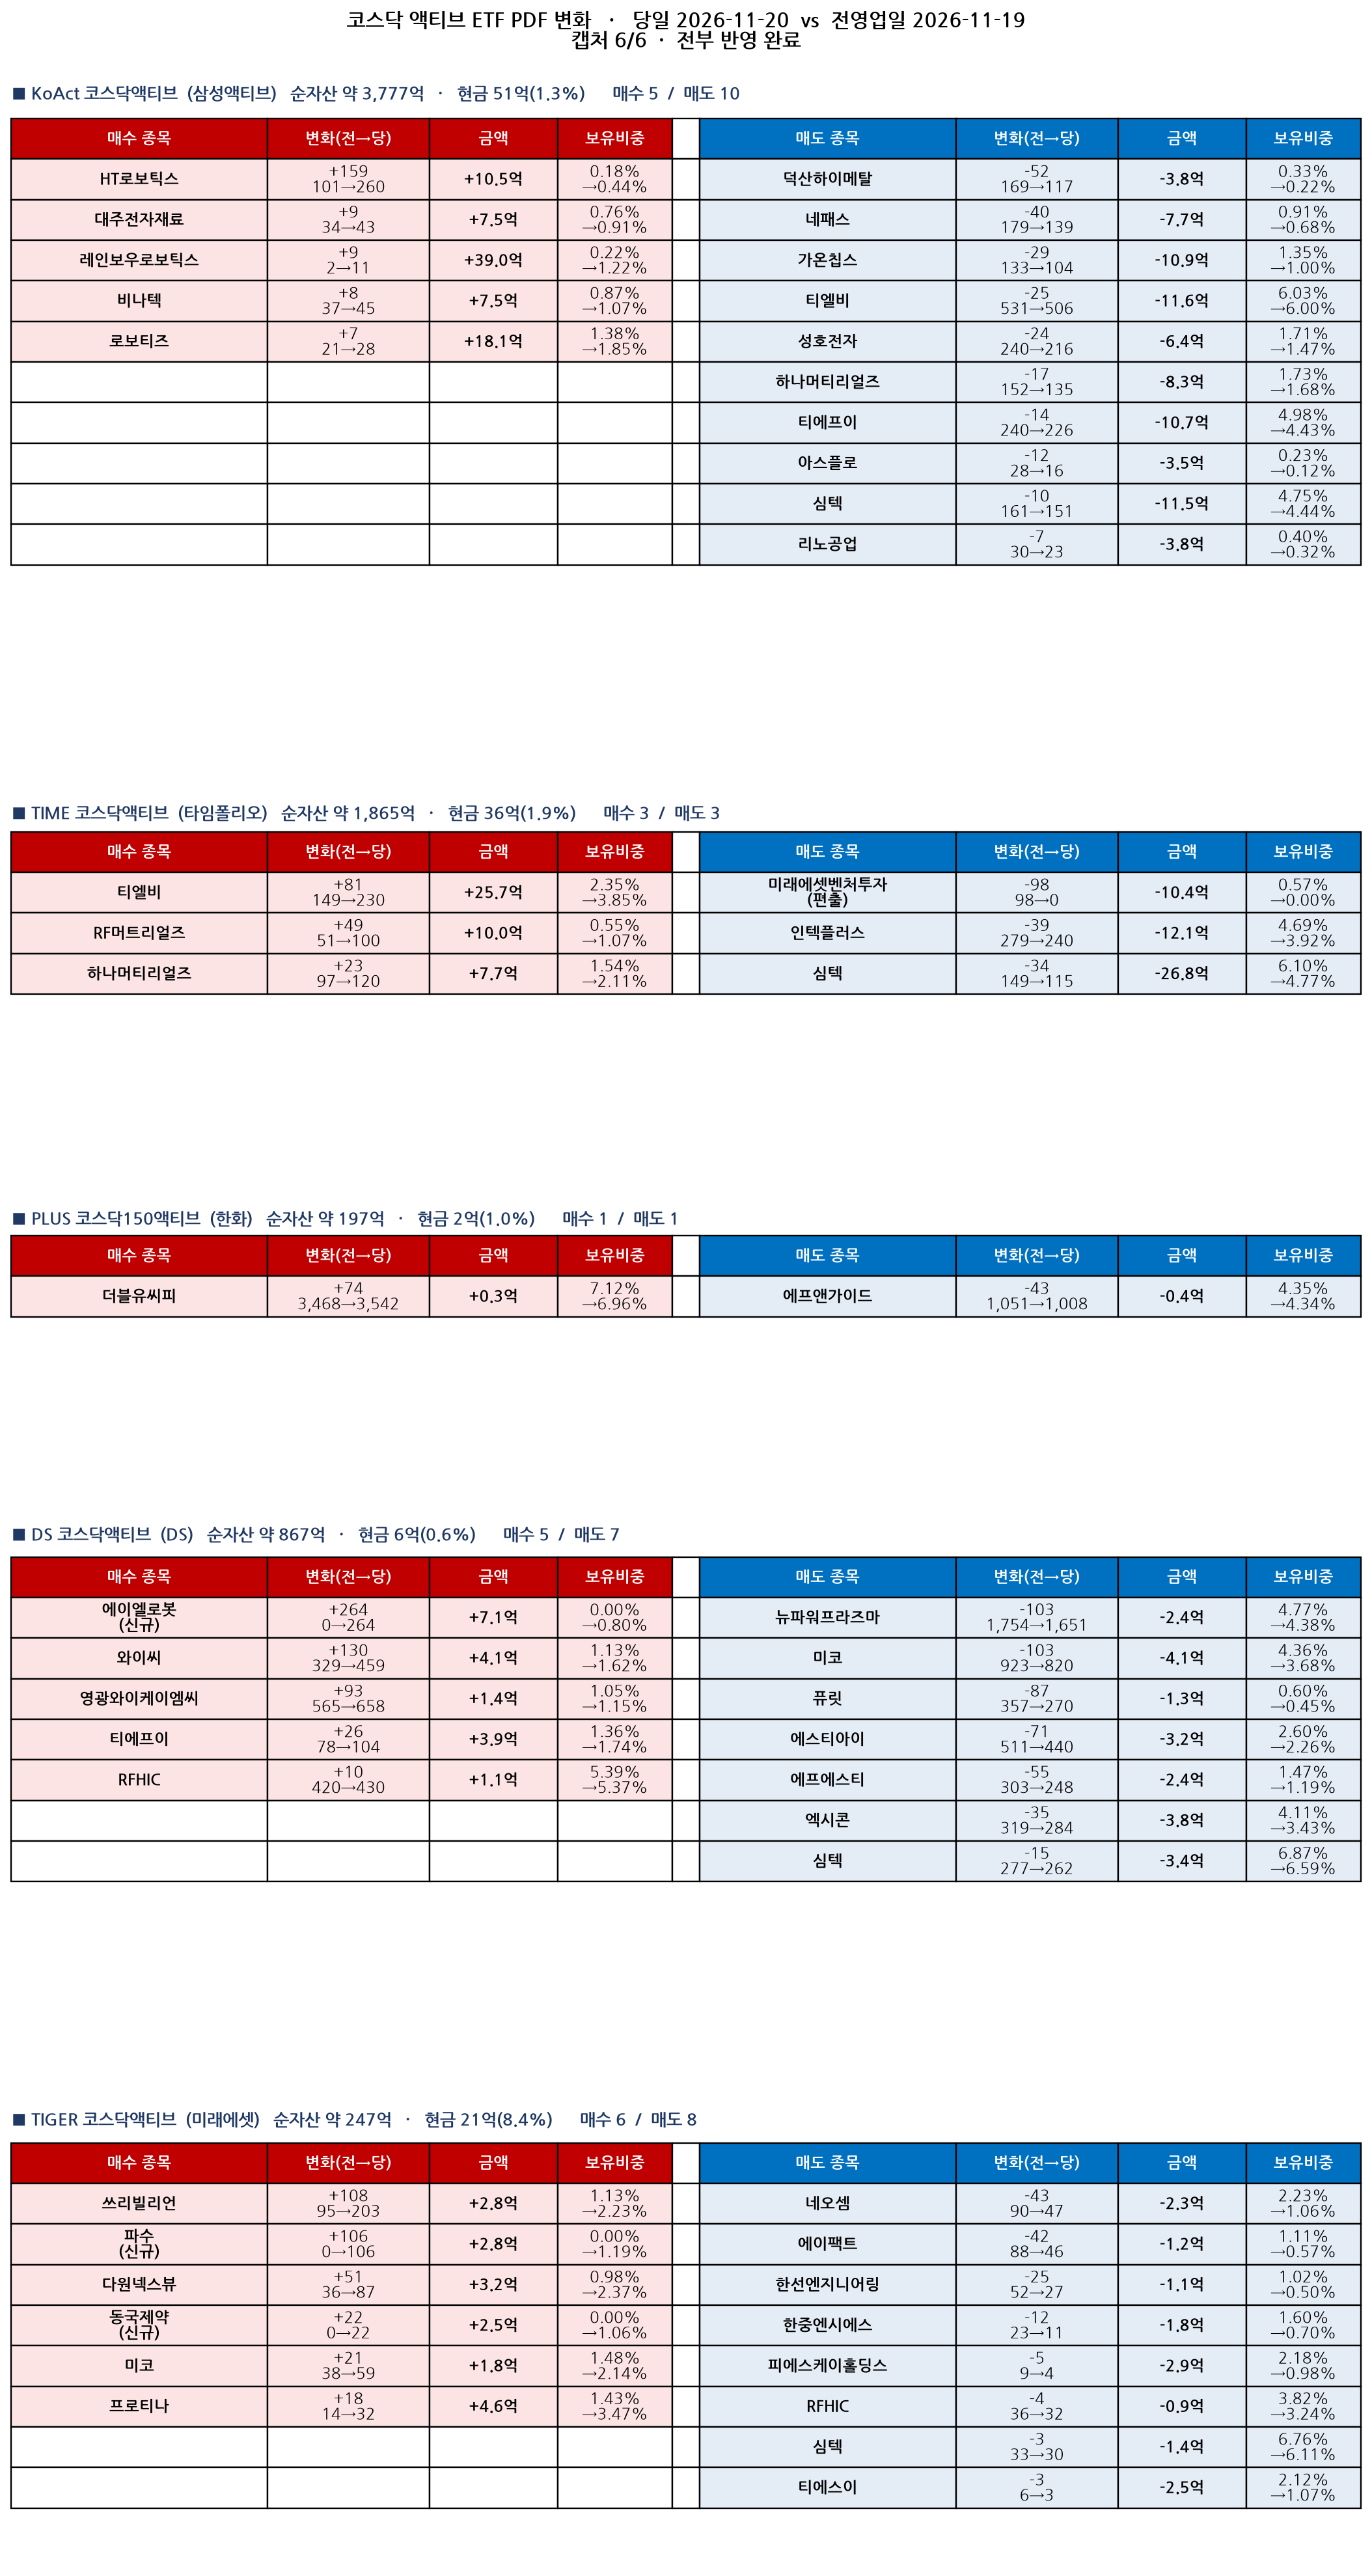 코스닥 액티브 ETF PDF 변화 · 당일 2026-11-20 vs 전영업일 2026-11-19
캡처 6/6 · 전부 반영 완료
■ KoAct 코스닥액티브 (삼성액티브) 순자산 약 3,777억 · 현금 51억(1.3%) 매수 5 / 매도 10
매수 종목 변화(전→당) 금액 보유비중 매도 종목 변화(전→당) 금액 보유비중
HT로보틱스 +159 101→260 +10.5억 0.18% →0.44% 덕산하이메탈 -52 169→117 -3.8억 0.33% →0.22%
대주전자재료 +9 34→43 +7.5억 0.76% →0.91% 네패스 -40 179→139 -7.7억 0.91% →0.68%
레인보우로보틱스 +9 2→11 +39.0억 0.22% →1.22% 가온칩스 -29 133→104 -10.9억 1.35% →1.00%
비나텍 +8 37→45 +7.5억 0.87% →1.07% 티엘비 -25 531→506 -11.6억 6.03% →6.00%
로보티즈 +7 21→28 +18.1억 1.38% →1.85% 성호전자 -24 240→216 -6.4억 1.71% →1.47%
하나머티리얼즈 -17 152→135 -8.3억 1.73% →1.68%
티에프이 -14 240→226 -10.7억 4.98% →4.43%
아스플로 -12 28→16 -3.5억 0.23% →0.12%
심텍 -10 161→151 -11.5억 4.75% →4.44%
리노공업 -7 30→23 -3.8억 0.40% →0.32%
■ TIME 코스닥액티브 (타임폴리오) 순자산 약 1,865억 · 현금 36억(1.9%) 매수 3 / 매도 3
매수 종목 변화(전→당) 금액 보유비중 매도 종목 변화(전→당) 금액 보유비중
티엘비 +81 149→230 +25.7억 2.35% →3.85% 미래에셋벤처투자 (편출) -98 98→0 -10.4억 0.57% →0.00%
RF머트리얼즈 +49 51→100 +10.0억 0.55% →1.07% 인텍플러스 -39 279→240 -12.1억 4.69% →3.92%
하나머티리얼즈 +23 97→120 +7.7억 1.54% →2.11% 심텍 -34 149→115 -26.8억 6.10% →4.77%
■ PLUS 코스닥150액티브 (한화) 순자산 약 197억 · 현금 2억(1.0%) 매수 1 / 매도 1
매수 종목 변화(전→당) 금액 보유비중 매도 종목 변화(전→당) 금액 보유비중
더블유씨피 +74 3,468→3,542 +0.3억 7.12% →6.96% 에프앤가이드 -43 1,051→1,008 -0.4억 4.35% →4.34%
■ DS 코스닥액티브 (DS) 순자산 약 867억 · 현금 6억(0.6%) 매수 5 / 매도 7
매수 종목 변화(전→당) 금액 보유비중 매도 종목 변화(전→당) 금액 보유비중
에이엘로봇 (신규) +264 0→264 +7.1억 0.00% →0.80% 뉴파워프라즈마 -103 1,754→1,651 -2.4억 4.77% →4.38%
와이씨 +130 329→459 +4.1억 1.13% →1.62% 미코 -103 923→820 -4.1억 4.36% →3.68%
영광와이케이엠씨 +93 565→658 +1.4억 1.05% →1.15% 퓨릿 -87 357→270 -1.3억 0.60% →0.45%
티에프이 +26 78→104 +3.9억 1.36% →1.74% 에스티아이 -71 511→440 -3.2억 2.60% →2.26%
RFHIC +10 420→430 +1.1억 5.39% →5.37% 에프에스티 -55 303→248 -2.4억 1.47% →1.19%
엑시콘 -35 319→284 -3.8억 4.11% →3.43%
심텍 -15 277→262 -3.4억 6.87% →6.59%
■ TIGER 코스닥액티브 (미래에셋) 순자산 약 247억 · 현금 21억(8.4%) 매수 6 / 매도 8
매수 종목 변화(전→당) 금액 보유비중 매도 종목 변화(전→당) 금액 보유비중
쓰리빌리언 +108 95→203 +2.8억 1.13% →2.23% 네오셈 -43 90→47 -2.3억 2.23% →1.06%
파수 (신규) +106 0→106 +2.8억 0.00% →1.19% 에이팩트 -42 88→46 -1.2억 1.11% →0.57%
다원넥스뷰 +51 36→87 +3.2억 0.98% →2.37% 한선엔지니어링 -25 52→27 -1.1억 1.02% →0.50%
동국제약 (신규) +22 0→22 +2.5억 0.00% →1.06% 한중엔시에스 -12 23→11 -1.8억 1.60% →0.70%
미코 +21 38→59 +1.8억 1.48% →2.14% 피에스케이홀딩스 -5 9→4 -2.9억 2.18% →0.98%
프로티나 +18 14→32 +4.6억 1.43% →3.47% RFHIC -4 36→32 -0.9억 3.82% →3.24%
심텍 -3 33→30 -1.4억 6.76% →6.11%
티에스이 -3 6→3 -2.5억 2.12% →1.07%